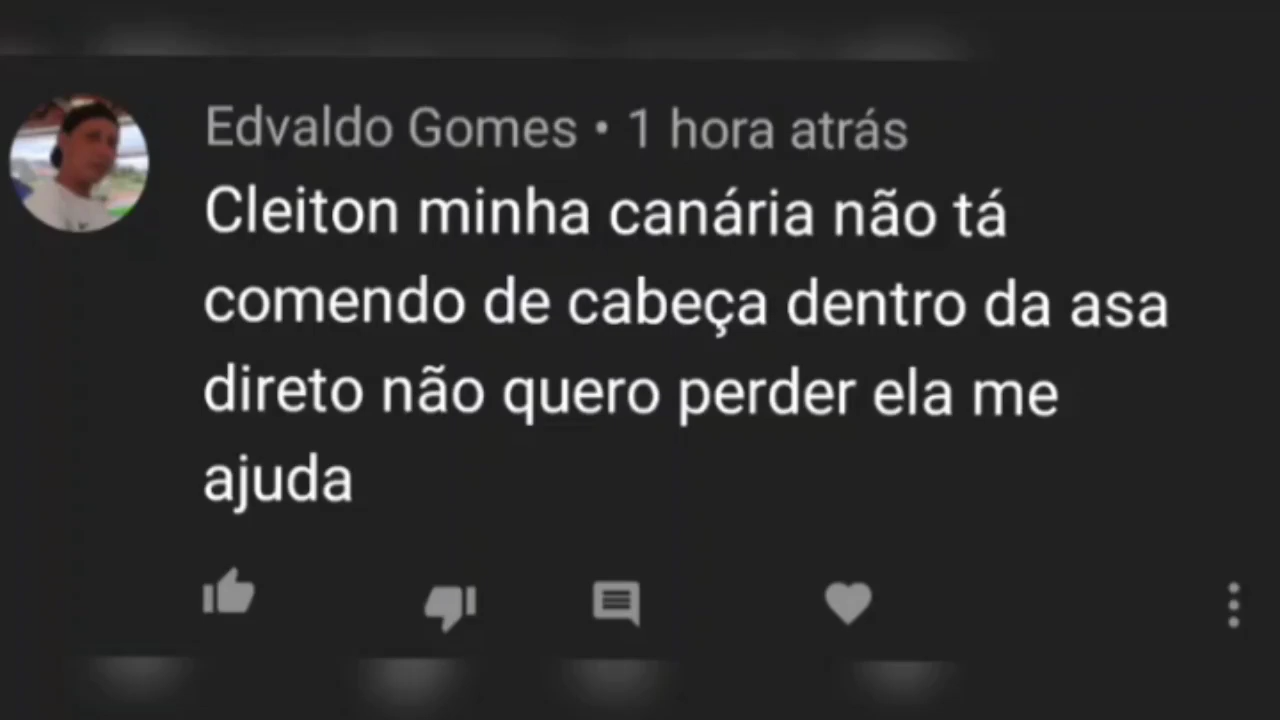 Edvaldo Gomes • 1 hora atrás
Cleiton minha canária não tá
comendo de cabeça dentro da asa
direto não quero perder ela me
ajuda